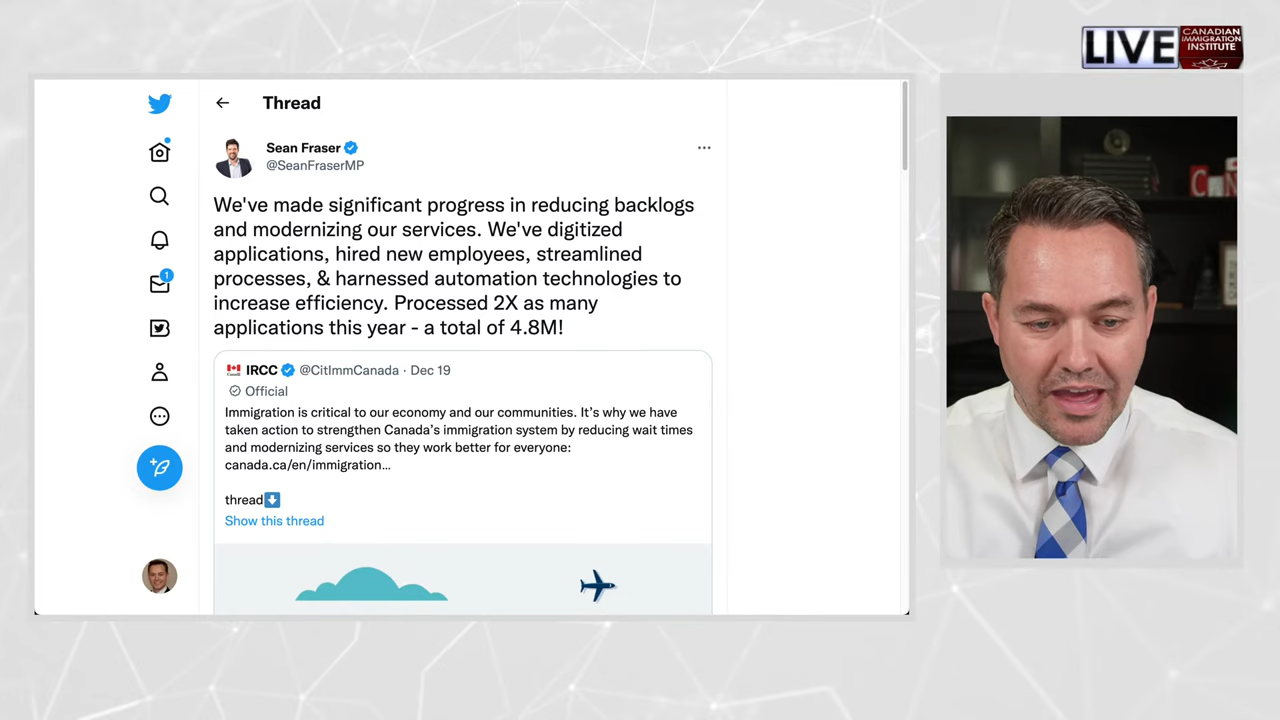 LIVE
CANADIAN
IMMIGRATION
INSTITUTE
Thread
Sean Fraser
@SeanFraserMP
We've made significant progress in reducing backlogs
and modernizing our services. We've digitized
applications, hired new employees, streamlined
processes, & harnessed automation technologies to
increase efficiency. Processed 2X as many
applications this year - a total of 4.8M!
IRCC @CitImmCanada · Dec 19
Official
Immigration is critical to our economy and our communities. It's why we have
taken action to strengthen Canada's immigration system by reducing wait times
and modernizing services so they work better for everyone:
canada.ca/en/immigration…
thread⬇️
Show this thread
1